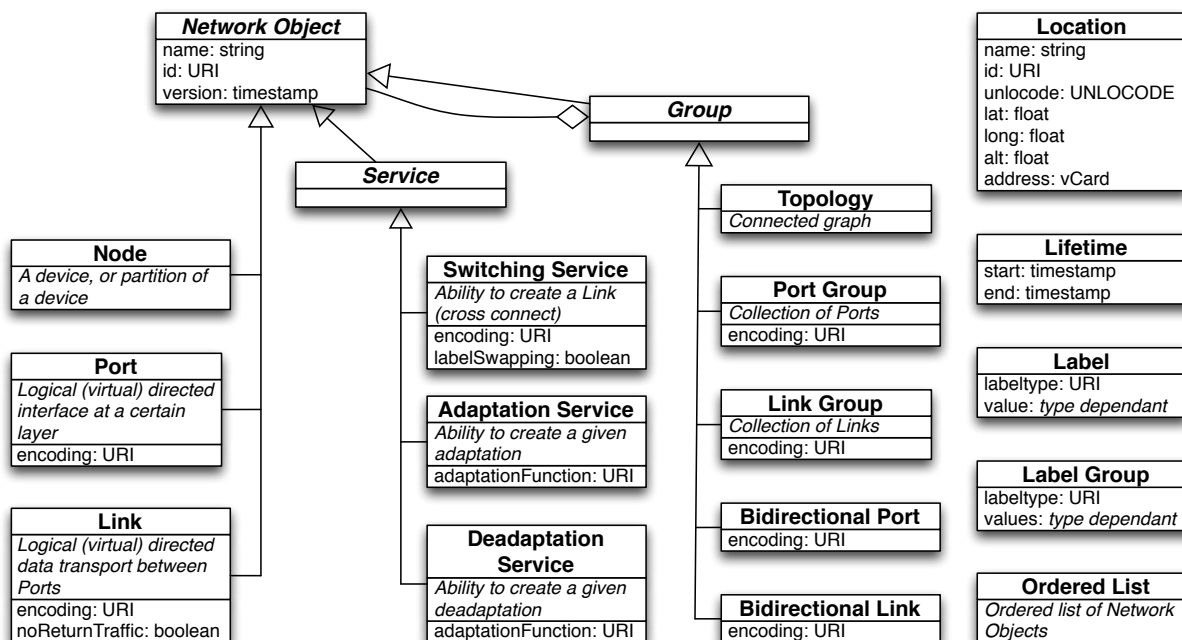 Network Object
name: string
id: URI
version: timestamp
Group
Service
Node
A device, or partition of
a device
Port
Logical (virtual) directed
interface at a certain
layer
encoding: URI
Link
Logical (virtual) directed
data transport between
Ports
encoding: URI
noReturnTraffic: boolean
Switching Service
Ability to create a Link
(cross connect)
encoding: URI
labelSwapping: boolean
Adaptation Service
Ability to create a given
adaptation
adaptationFunction: URI
Deadaptation
Service
Ability to create a given
deadaptation
adaptationFunction: URI
Topology
Connected graph
Port Group
Collection of Ports
encoding: URI
Link Group
Collection of Links
encoding: URI
Bidirectional Port
encoding: URI
Bidirectional Link
encoding: URI
Location
name: string
id: URI
unlocode: UNLOCODE
lat: float
long: float
alt: float
address: vCard
Lifetime
start: timestamp
end: timestamp
Label
labeltype: URI
value: type dependant
Label Group
labeltype: URI
values: type dependant
Ordered List
Ordered list of Network
Objects